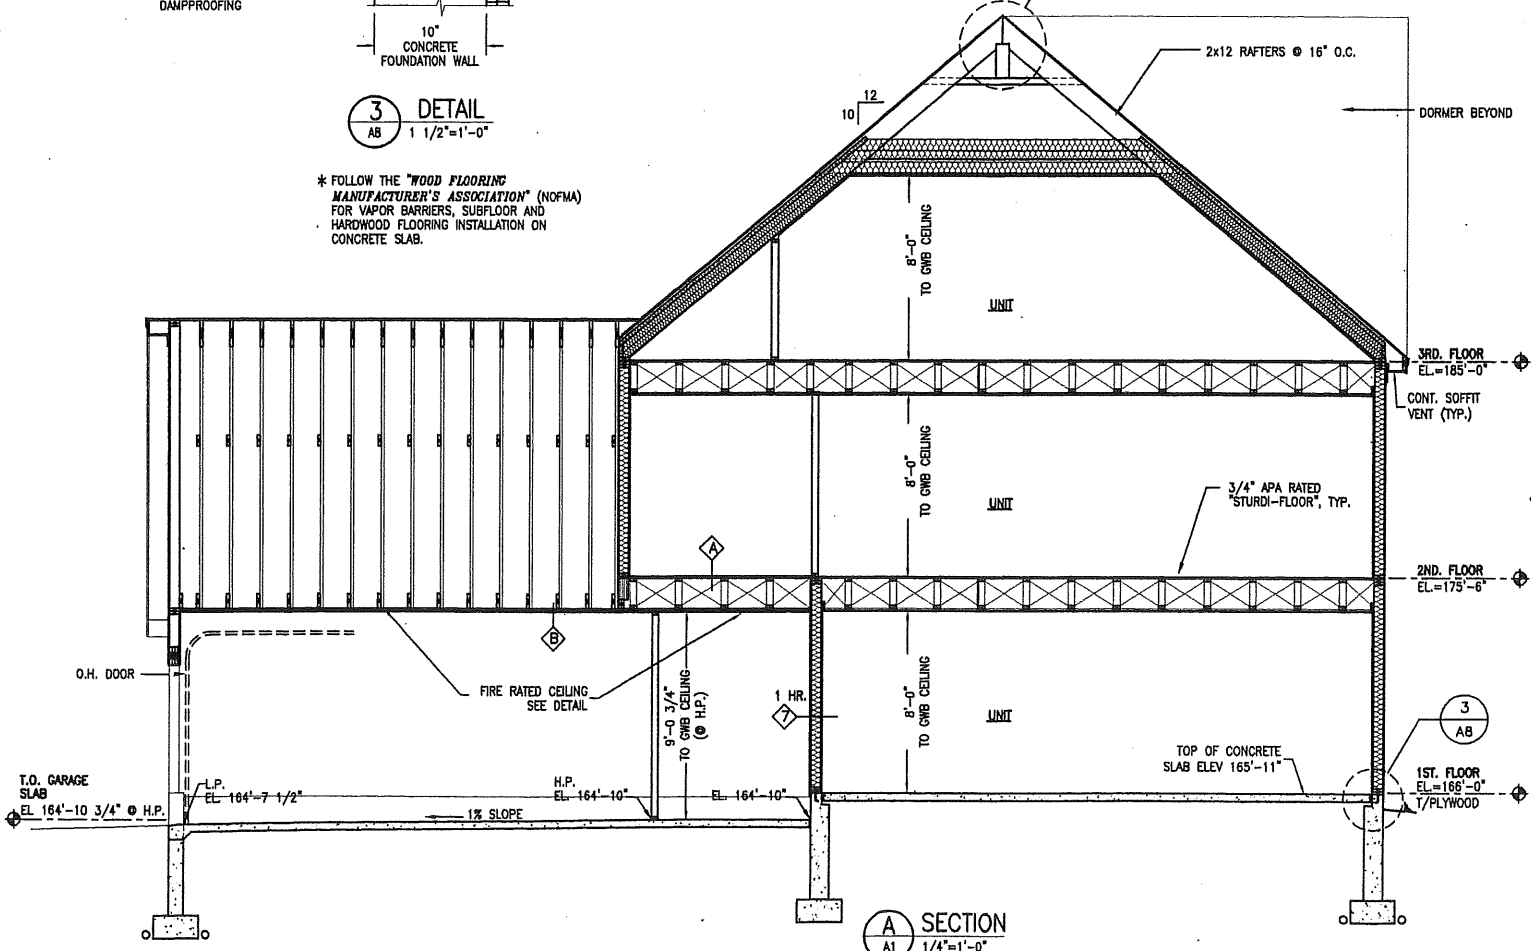 DAMPPROOFING
10"
CONCRETE
FOUNDATION WALL
3
A8
DETAIL
1 1/2"=1'-0"
* FOLLOW THE "WOOD FLOORING
MANUFACTURER'S ASSOCIATION" (NOFMA)
FOR VAPOR BARRIERS, SUBFLOOR AND
HARDWOOD FLOORING INSTALLATION ON
CONCRETE SLAB.
2x12 RAFTERS @ 16" O.C.
12
10
DORMER BEYOND
8'-0"
TO GWB CEILING
UNIT
3RD. FLOOR
EL.=185'-0"
CONT. SOFFIT
VENT (TYP.)
8'-0"
TO GWB CEILING
UNIT
3/4" APA RATED
"STURDI-FLOOR", TYP.
A
2ND. FLOOR
EL.=175'-6"
B
O.H. DOOR
FIRE RATED CEILING
SEE DETAIL
9'-0 3/4"
TO GWB CEILING
(@ H.P.)
1 HR.
7
8'-0"
TO GWB CEILING
UNIT
3
A8
TOP OF CONCRETE
SLAB ELEV 165'-11"
T.O. GARAGE
SLAB
EL 164'-10 3/4" @ H.P.
L.P.
EL. 164'-7 1/2"
H.P.
EL. 164'-10"
EL. 164'-10"
1ST. FLOOR
EL.=166'-0"
T/PLYWOOD
1% SLOPE
A
A1
SECTION
1/4"=1'-0"